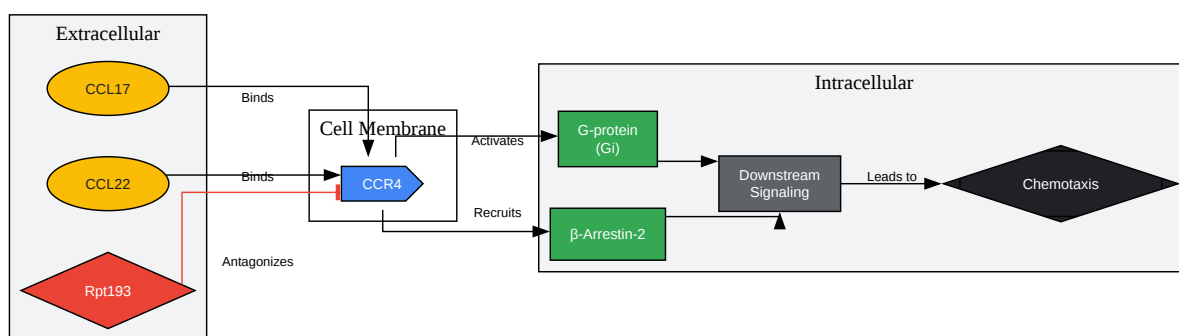 Extracellular
CCL17
Binds
Cell Membrane
CCR4
CCL22
Binds
Rpt193
Antagonizes
Intracellular
Activates
G-protein
(Gi)
Recruits
β-Arrestin-2
Downstream
Signaling
Leads to
Chemotaxis